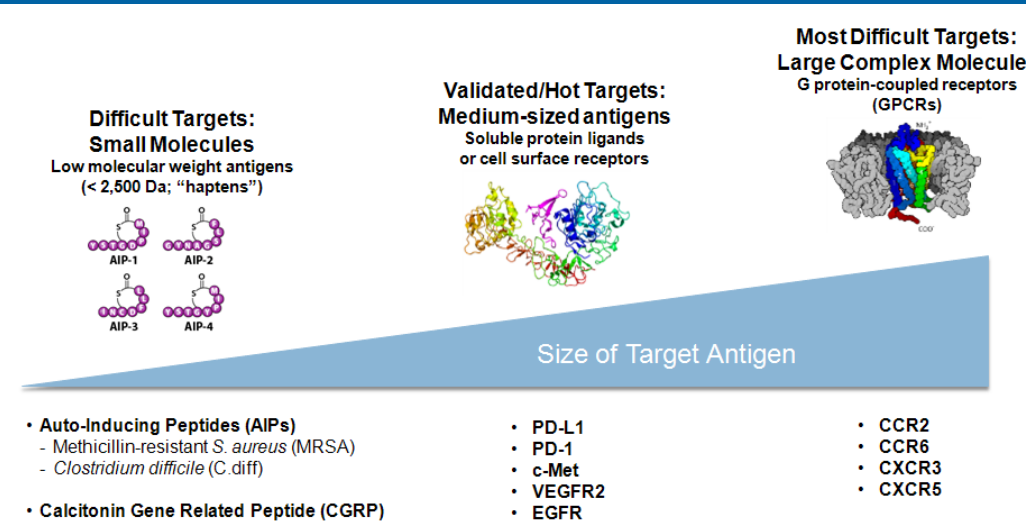 Difficult Targets:
Small Molecules
Low molecular weight antigens
(< 2,500 Da; “haptens”)
AIP-1
AIP-2
AIP-3
AIP-4
Validated/Hot Targets:
Medium-sized antigens
Soluble protein ligands
or cell surface receptors
Most Difficult Targets:
Large Complex Molecule
G protein-coupled receptors
(GPCRs)
Size of Target Antigen
• Auto-Inducing Peptides (AIPs)
- Methicillin-resistant S. aureus (MRSA)
- Clostridium difficile (C.diff)
• Calcitonin Gene Related Peptide (CGRP)
• PD-L1
• PD-1
• c-Met
• VEGFR2
• EGFR
• CCR2
• CCR6
• CXCR3
• CXCR5